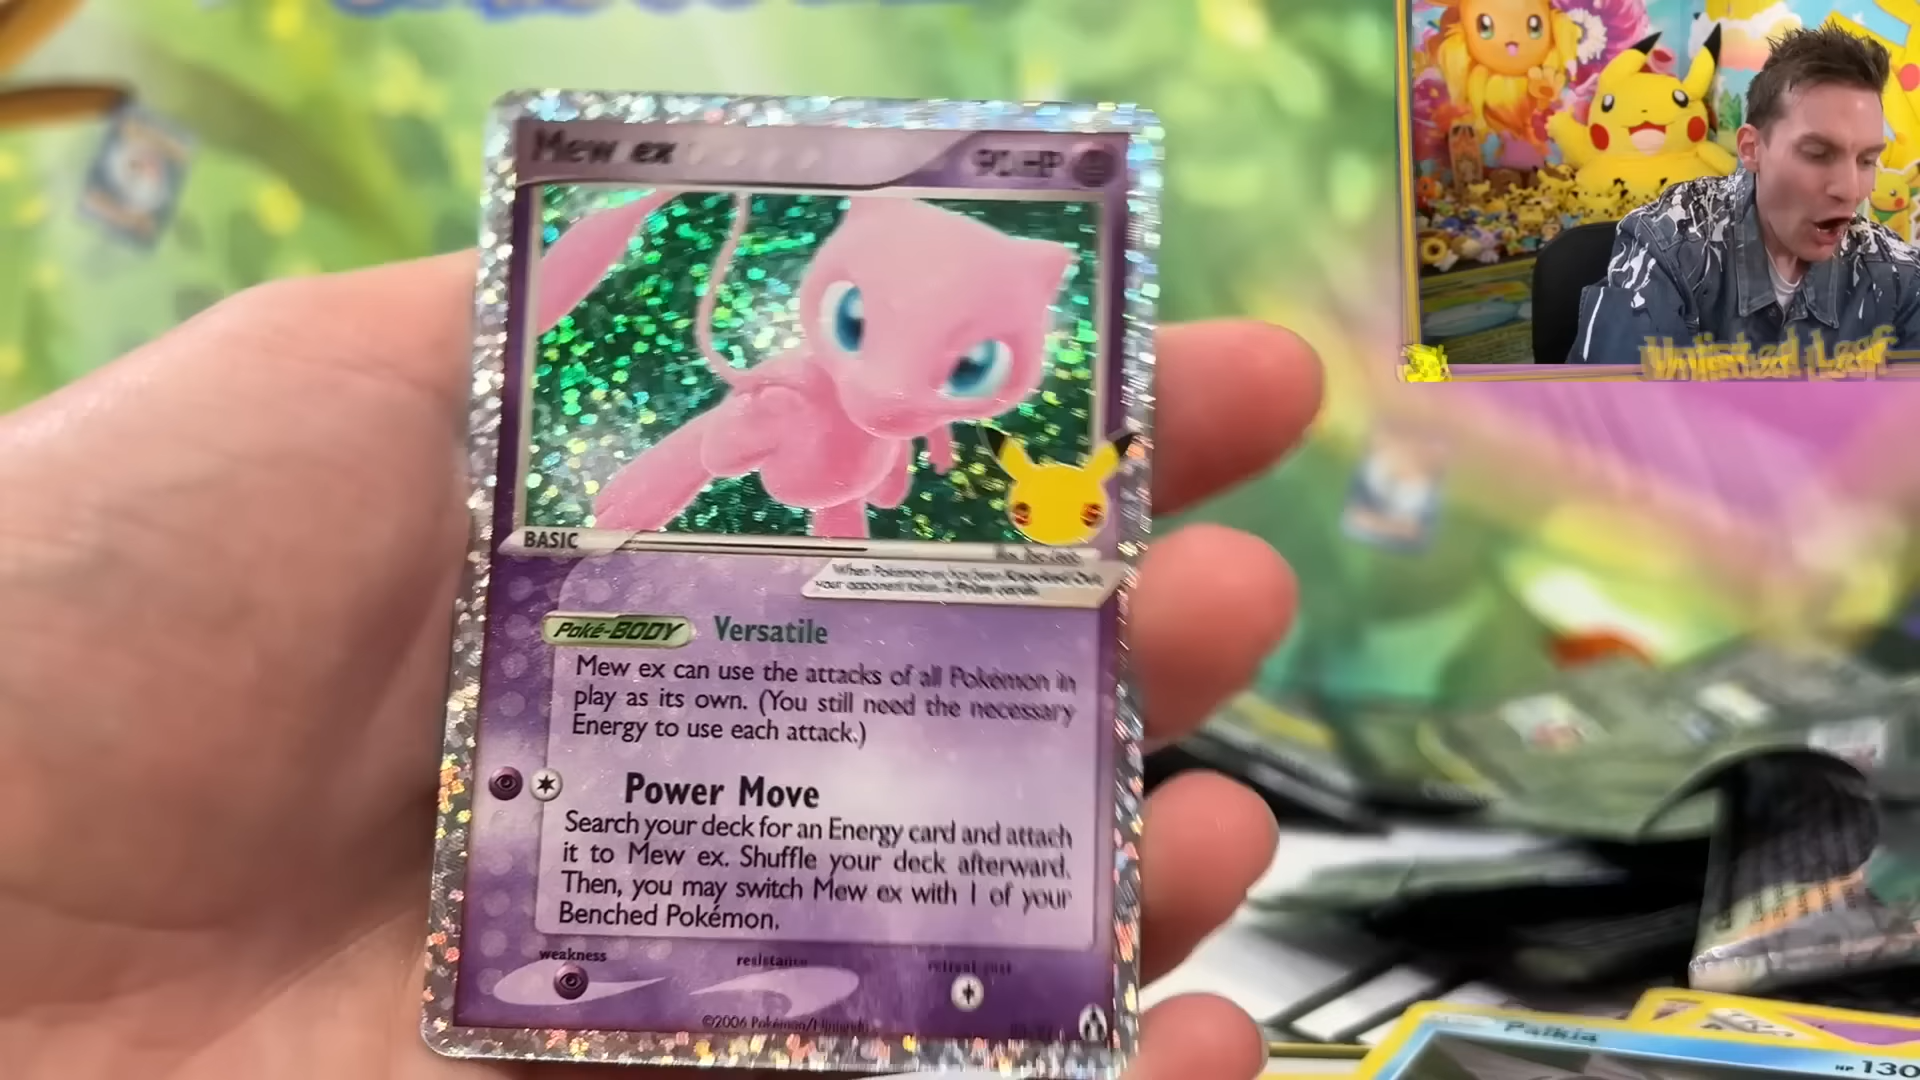 Mew ex
90 HP
Unlisted Leaf
BASIC
When Pokémon-ex has been Knocked Out,
your opponent takes 2 Prize cards.
Poké-BODY Versatile
Mew ex can use the attacks of all Pokémon in
play as its own. (You still need the necessary
Energy to use each attack.)
Power Move
Search your deck for an Energy card and attach
it to Mew ex. Shuffle your deck afterward.
Then, you may switch Mew ex with 1 of your
Benched Pokémon.
weakness resistance retreat cost
©2006 Pokémon/Nintendo
Palkia
HP 130